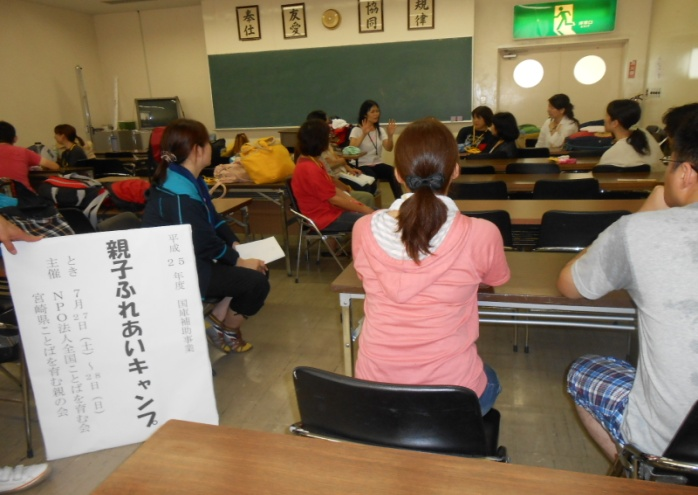 奉仕
友愛
協同
規律
平成25年度 国庫補助事業
親子ふれあいキャンプ
とき 7月27日(土)~28日(日)
主催 NPO法人全国ことばを育む会
宮崎県ことばを育む親の会